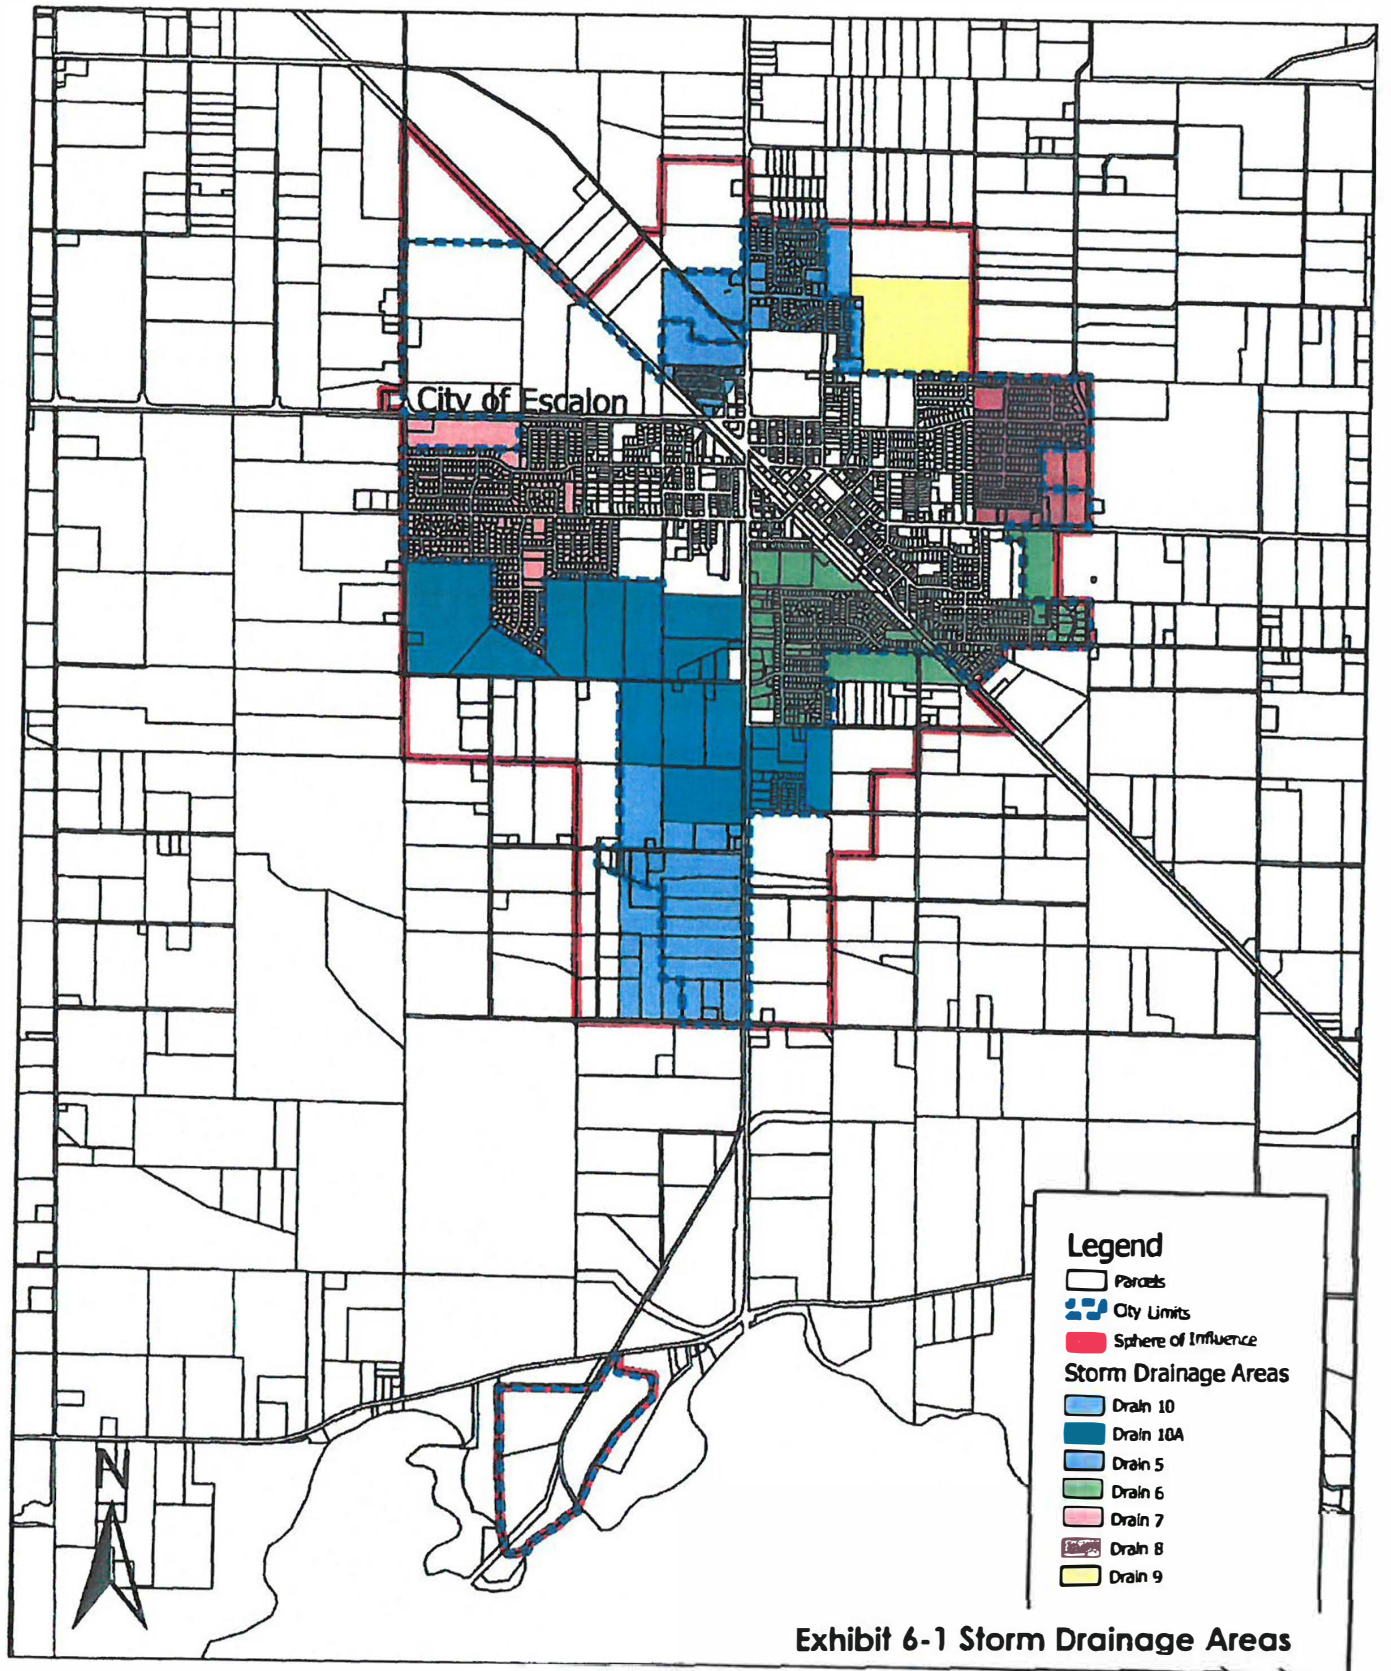 City of Escalon
Legend
Parcels
City Limits
Sphere of Influence
Storm Drainage Areas
Drain 10
Drain 10A
Drain 5
Drain 6
Drain 7
Drain 8
Drain 9
N
Exhibit 6-1 Storm Drainage Areas